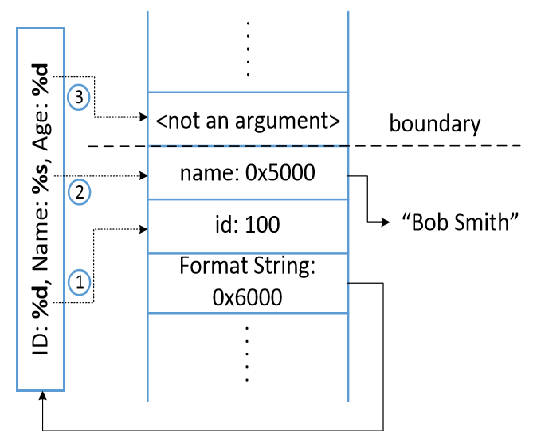 ID: %d, Name: %s, Age: %d
3
<not an argument>
boundary
2
name: 0x5000
id: 100
"Bob Smith"
1
Format String:
0x6000